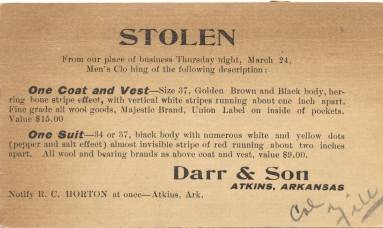 STOLEN
From our place of business Thursday night, March 24,
Men's Clo hing of the following description:
One Coat and Vest—Size 37, Golden Brown and Black body, her-
ring bone stripe effect, with vertical white stripes running about one inch apart.
Fine grade all wool goods, Majestic Brand, Union Label on inside of pockets.
Value $15.00
One Suit—34 or 37, black body with numerous white and yellow dots
(pepper and salt effect) almost invisible stripe of red running about two inches
apart. All wool and bearing brands as above coat and vest, value $9.00.
Darr & Son
ATKINS, ARKANSAS
Notify R. C. HORTON at once—Atkins, Ark.